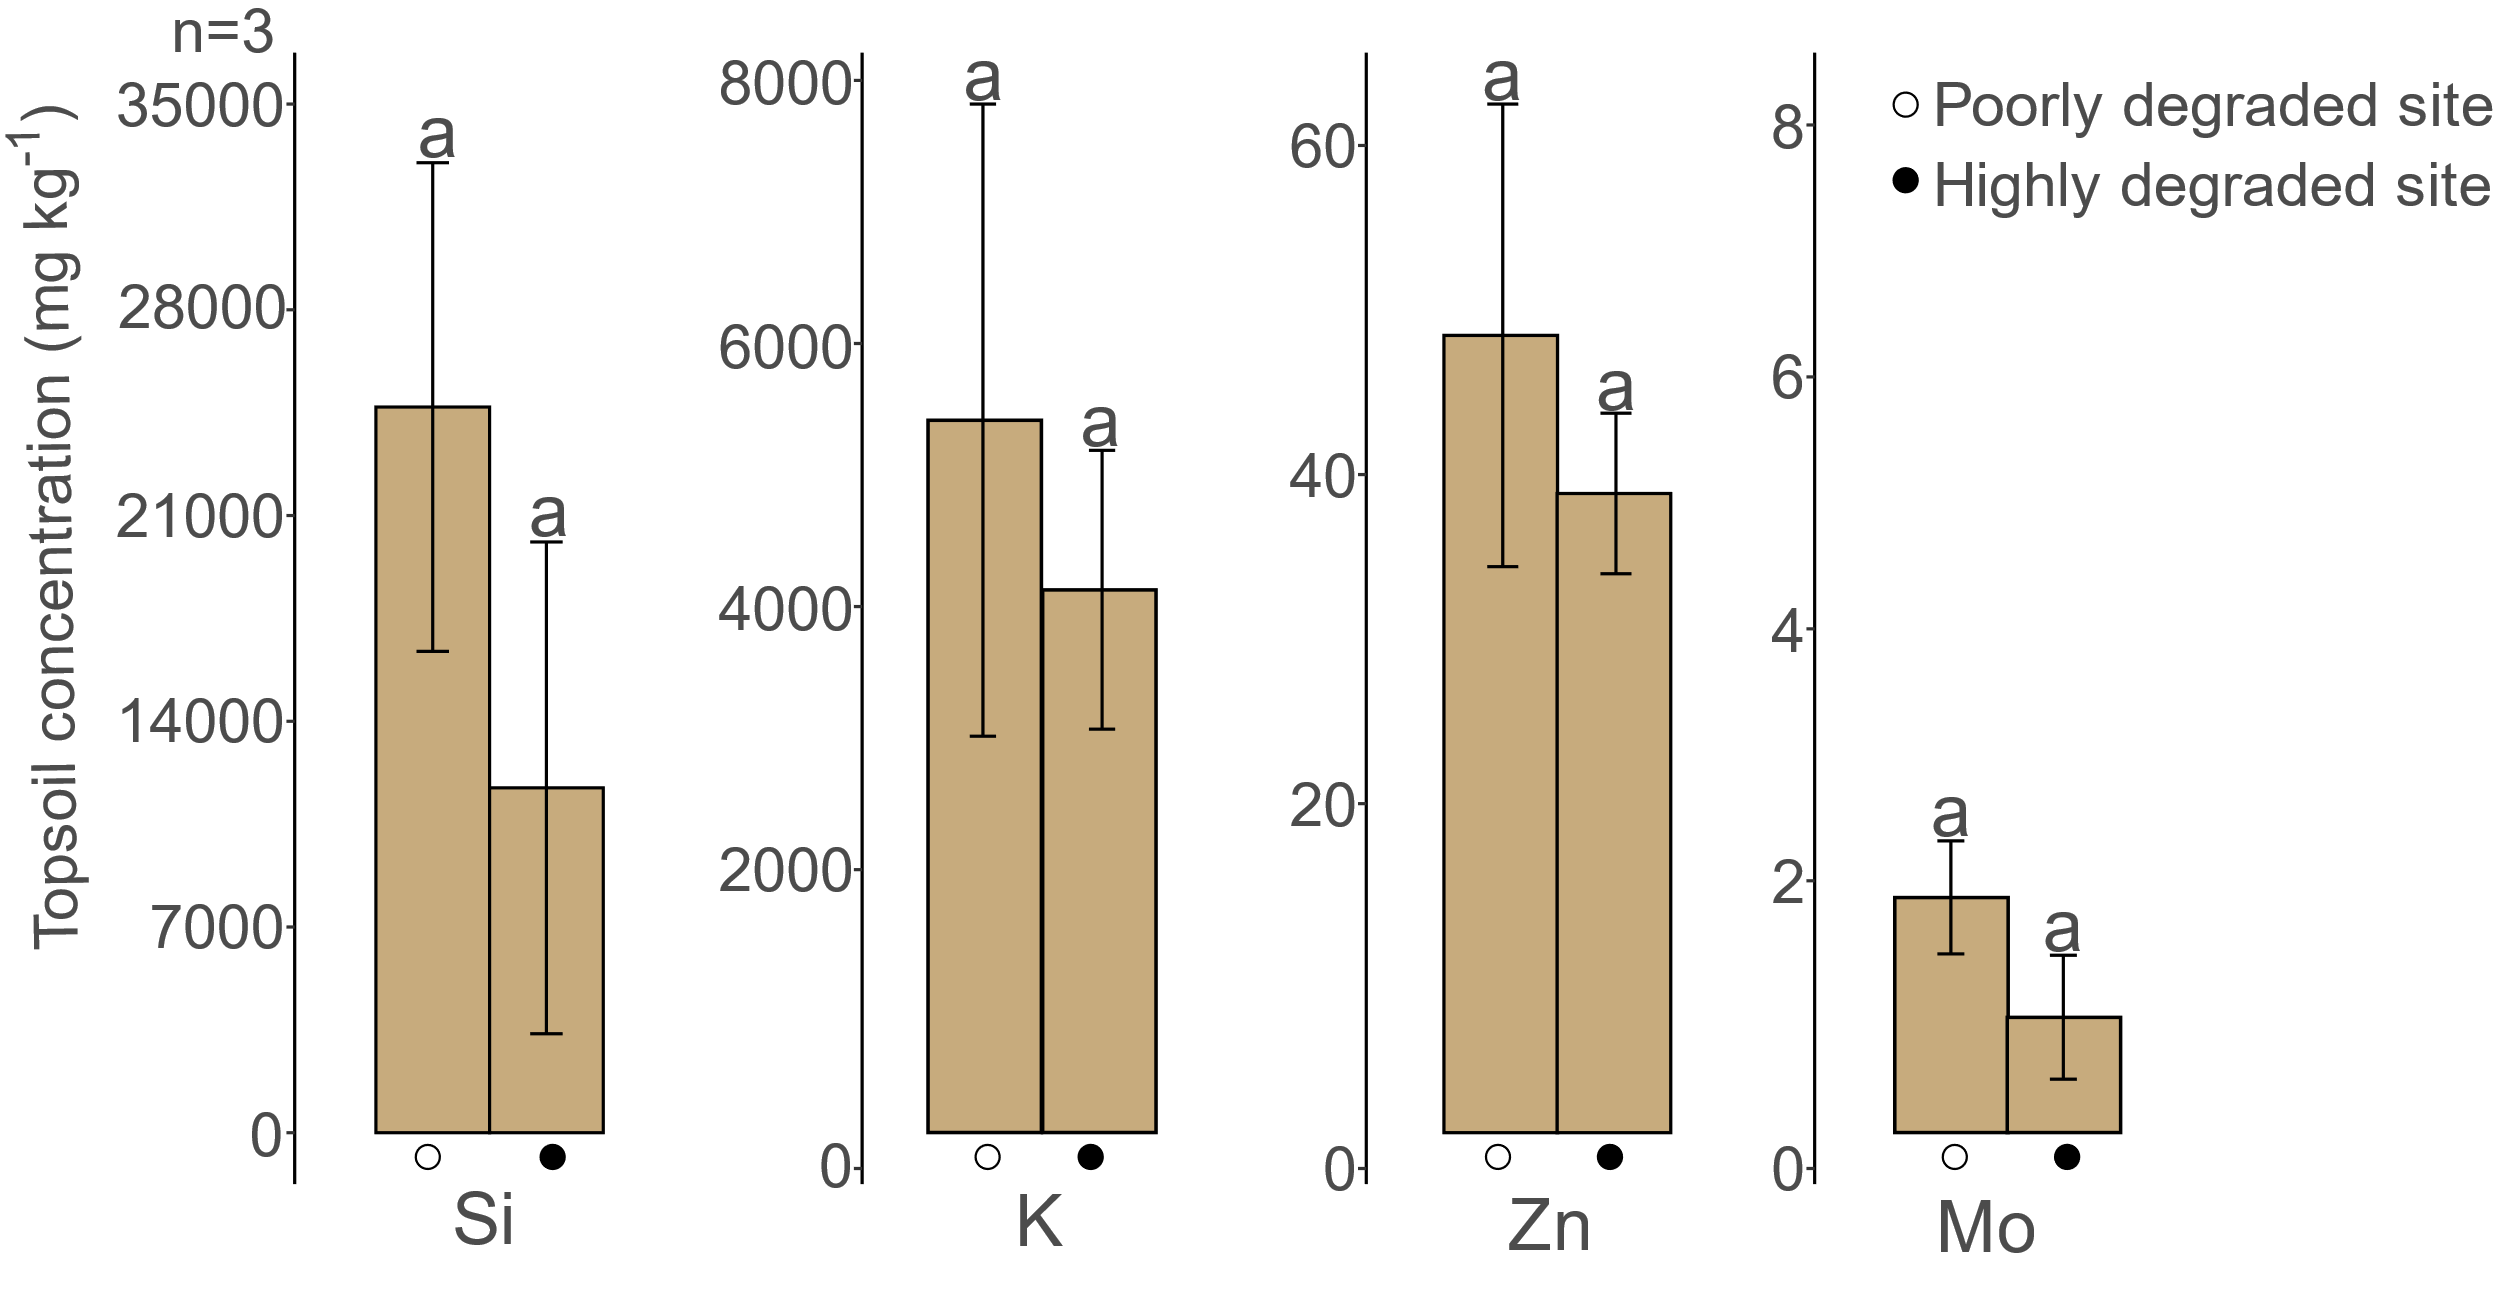 n=3
Topsoil concentration (mg kg⁻¹)
35000
28000
21000
14000
7000
0
a
a
Si
8000
6000
4000
2000
0
a
a
K
60
40
20
0
a
a
Zn
8
6
4
2
0
a
a
Mo
Poorly degraded site
Highly degraded site